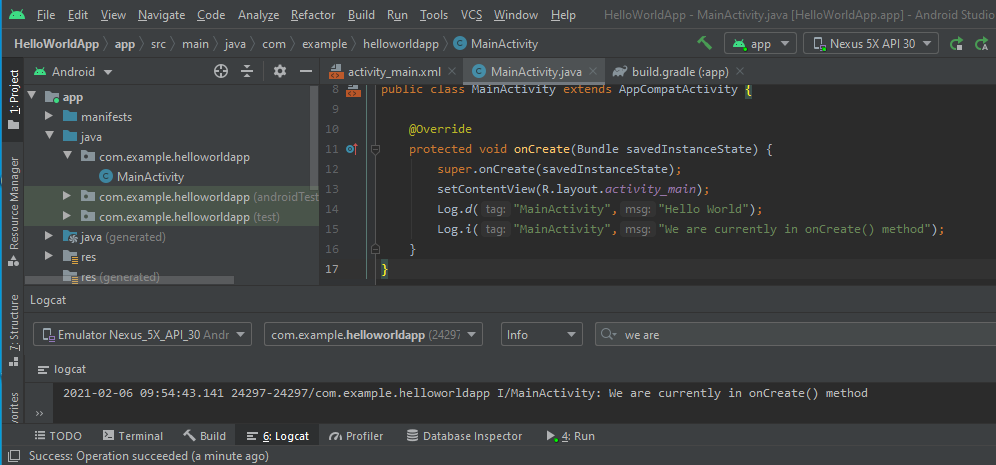 File Edit View Navigate Code Analyze Refactor Build Run Tools VCS Window Help HelloWorldApp - MainActivity.java [HelloWorldApp.app] - Android Studio
HelloWorldApp app src main java com example helloworldapp MainActivity app Nexus 5X API 30
1: Project
Resource Manager
7: Structure
Android
app
manifests
java
com.example.helloworldapp
MainActivity
com.example.helloworldapp (androidTest
com.example.helloworldapp (test)
java (generated)
res
res (generated)
activity_main.xml MainActivity.java build.gradle (:app)
8 public class MainActivity extends AppCompatActivity {
9
10 @Override
11 protected void onCreate(Bundle savedInstanceState) {
12 super.onCreate(savedInstanceState);
13 setContentView(R.layout.activity_main);
14 Log.d( tag: "MainActivity", msg: "Hello World");
15 Log.i( tag: "MainActivity", msg: "We are currently in onCreate() method");
16 }
17 }
Logcat
Emulator Nexus_5X_API_30 Andr com.example.helloworldapp (24297 Info we are
logcat
2021-02-06 09:54:43.141 24297-24297/com.example.helloworldapp I/MainActivity: We are currently in onCreate() method
TODO Terminal Build 6: Logcat Profiler Database Inspector 4: Run
Success: Operation succeeded (a minute ago)